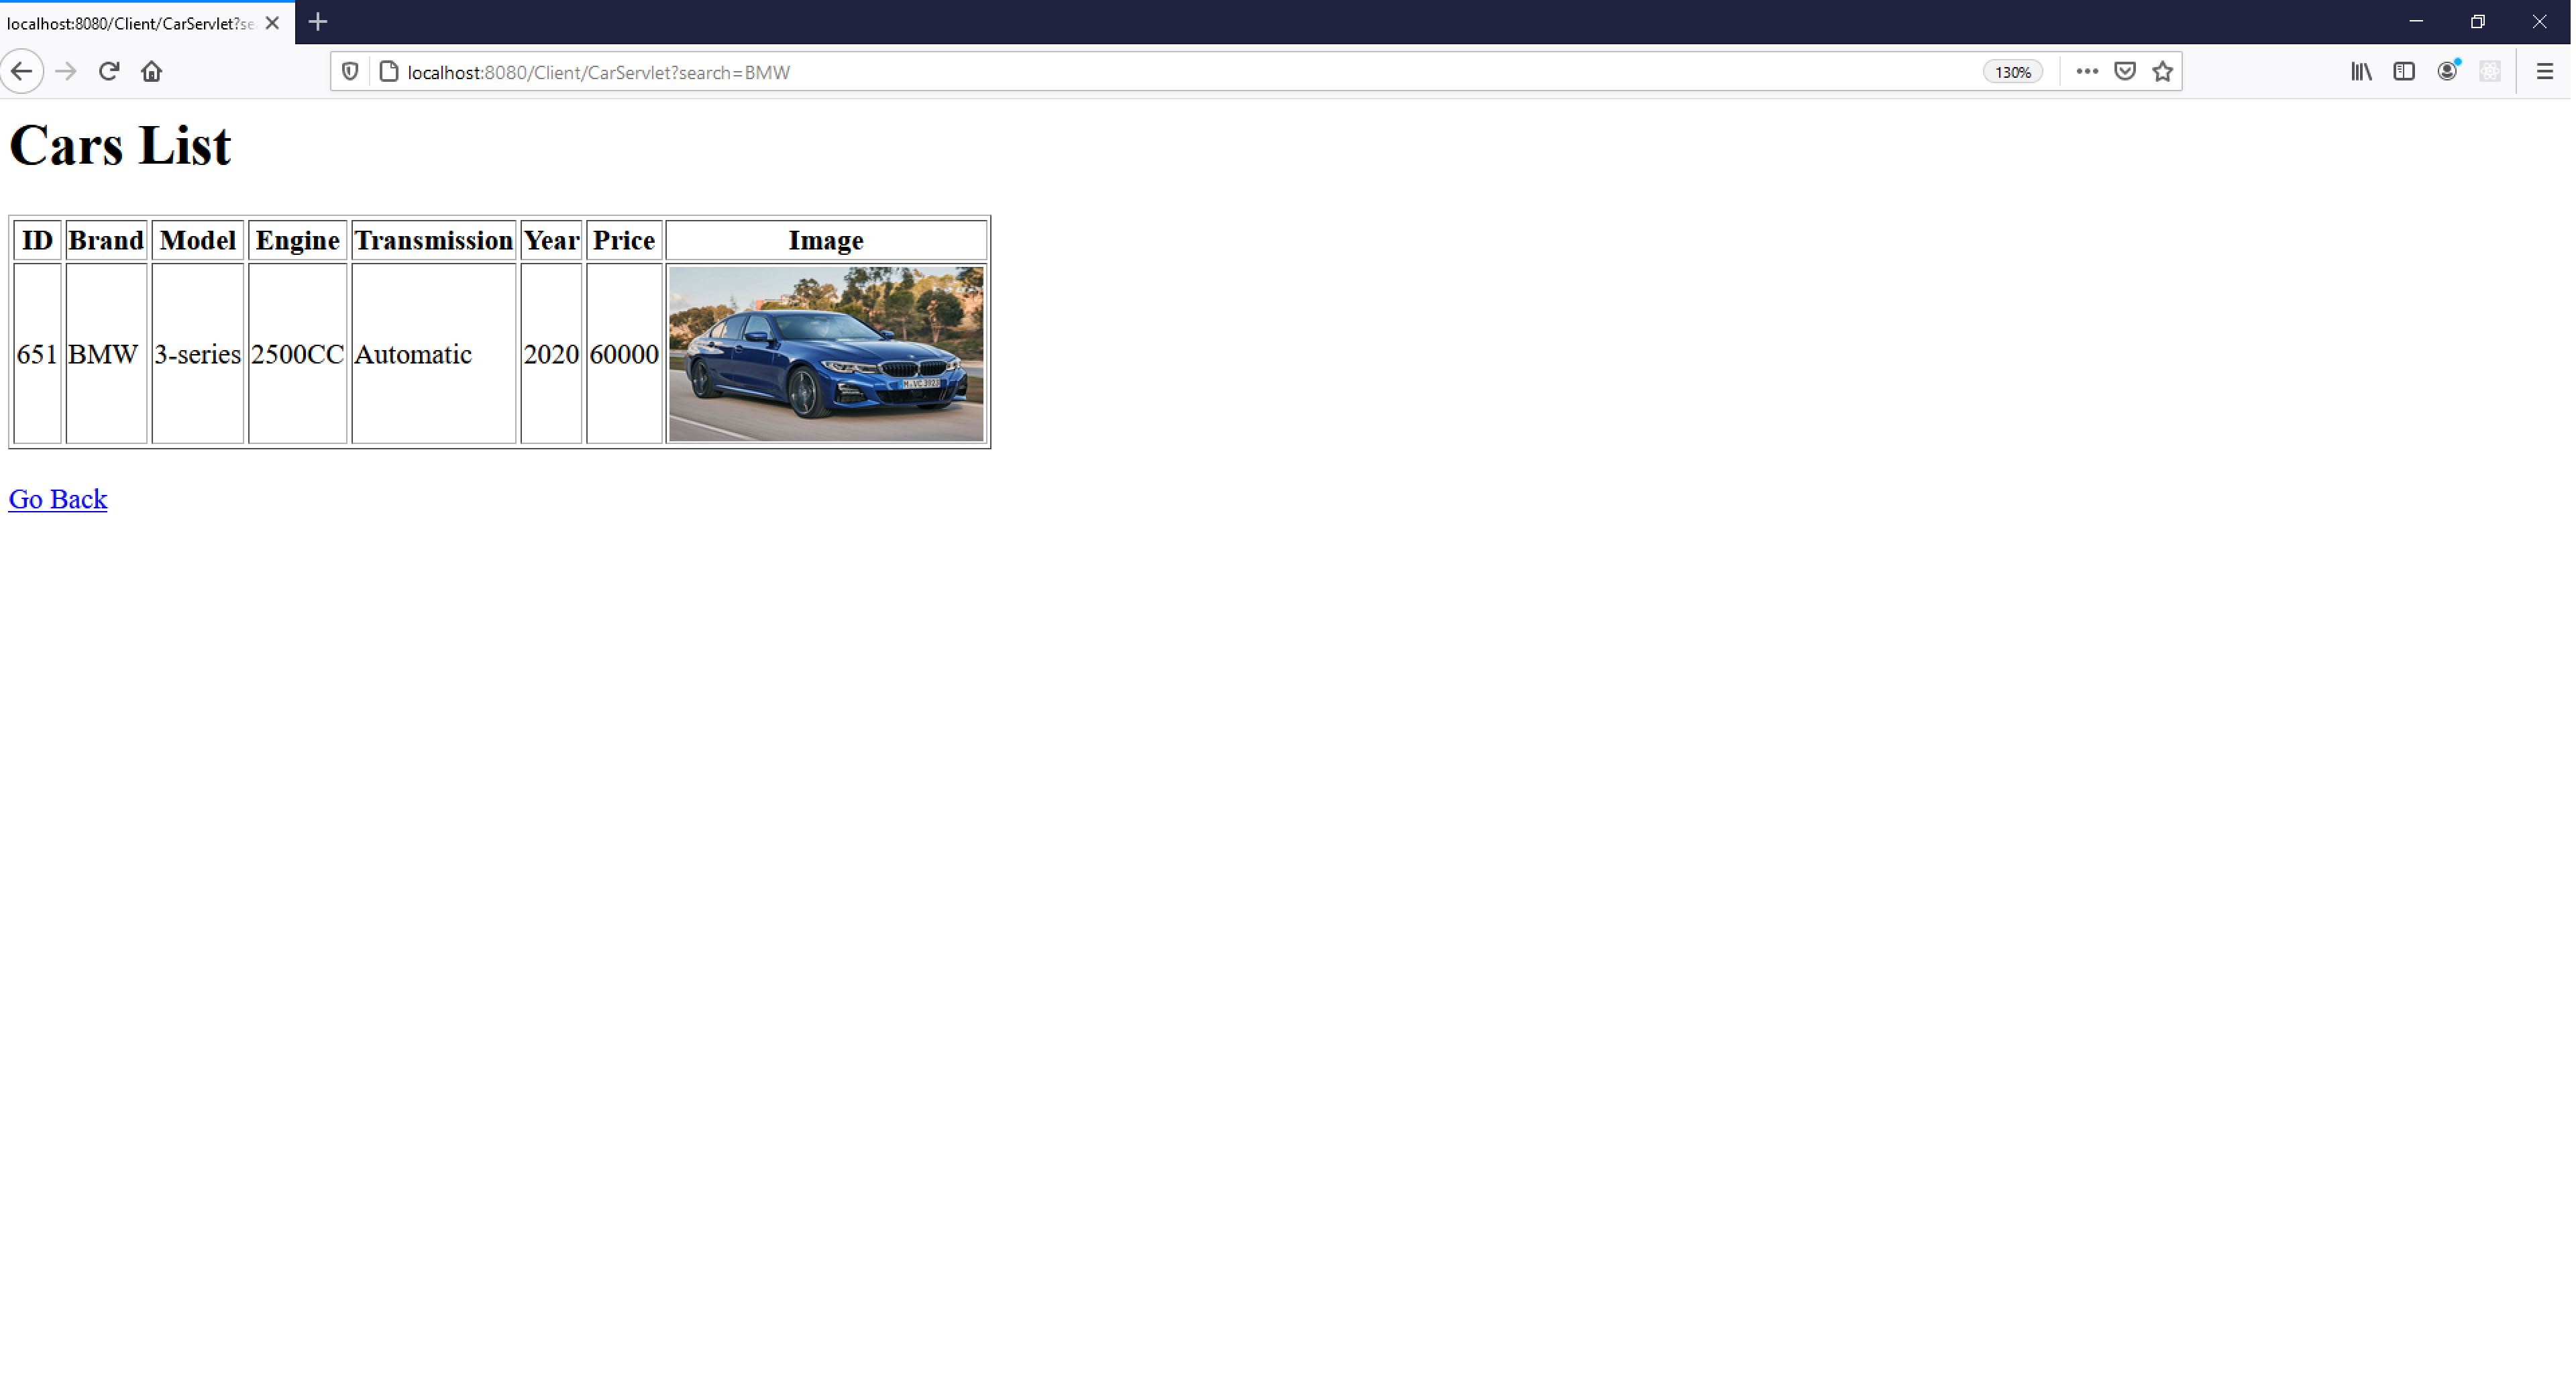 localhost:8080/Client/CarServlet?se
localhost:8080/Client/CarServlet?search=BMW
130%
Cars List
ID Brand Model Engine Transmission Year Price Image
651 BMW 3-series 2500CC Automatic 2020 60000
Go Back